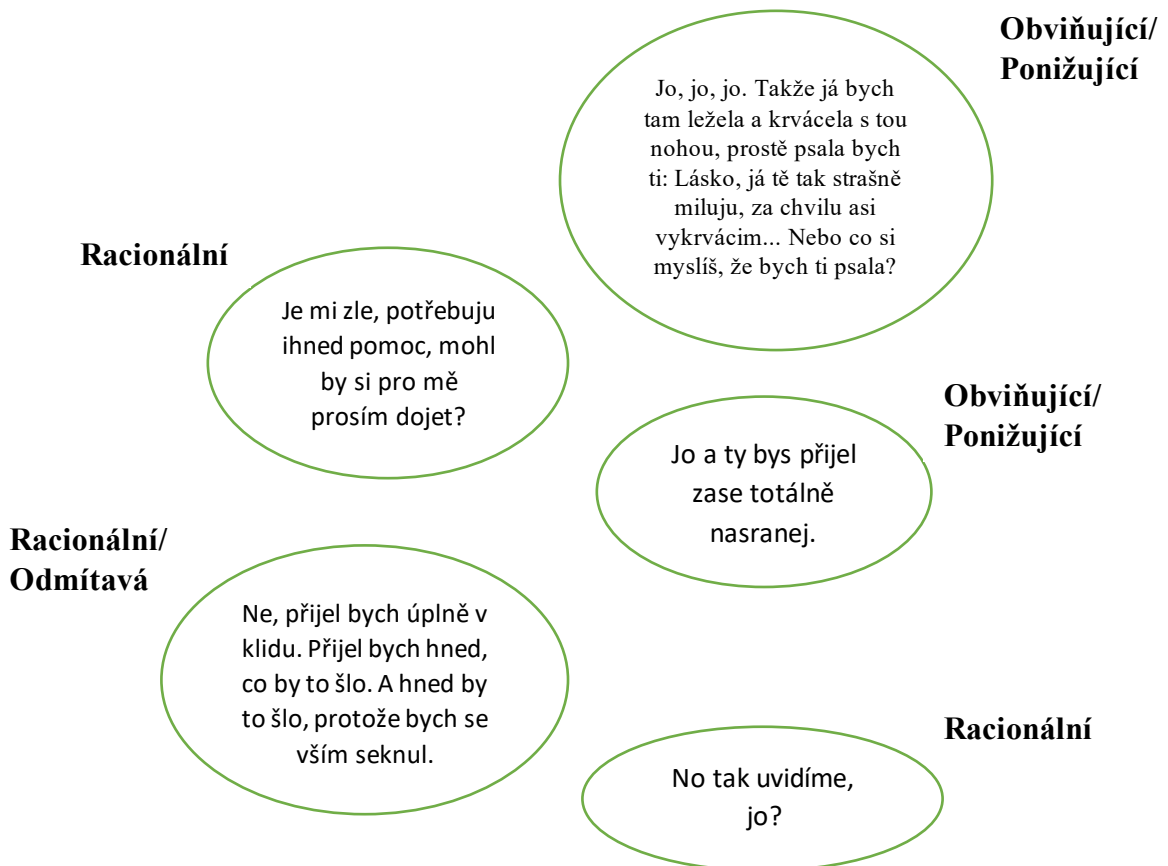 Obviňující/
Ponižující
Jo, jo, jo. Takže já bych
tam ležela a krvácela s tou
nohou, prostě psala bych
ti: Lásko, já tě tak strašně
miluju, za chvilu asi
vykrvácim... Nebo co si
myslíš, že bych ti psala?
Racionální
Je mi zle, potřebuju
ihned pomoc, mohl
by si pro mě
prosím dojet?
Obviňující/
Ponižující
Jo a ty bys přijel
zase totálně
nasranej.
Racionální/
Odmítavá
Ne, přijel bych úplně v
klidu. Přijel bych hned,
co by to šlo. A hned by
to šlo, protože bych se
vším seknul.
Racionální
No tak uvidíme,
jo?